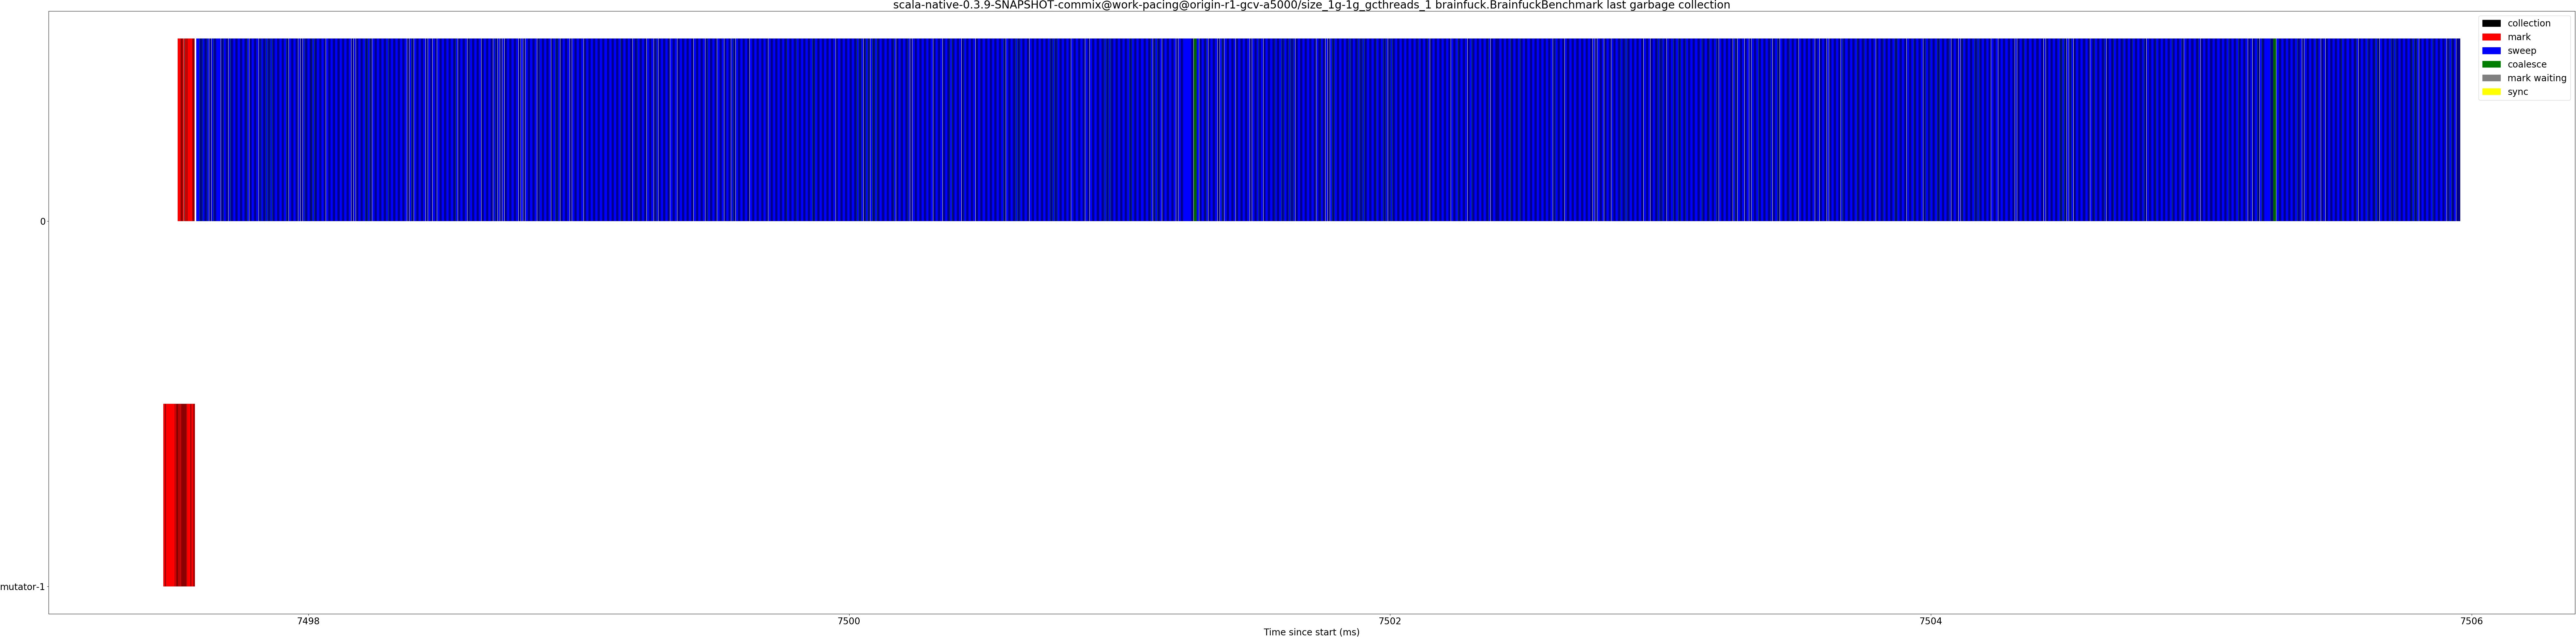 scala-native-0.3.9-SNAPSHOT-commix@work-pacing@origin-r1-gcv-a5000/size_1g-1g_gcthreads_1 brainfuck.BrainfuckBenchmark last garbage collection
collection
mark
sweep
coalesce
mark waiting
sync
0
mutator-1
7498 7500 7502 7504 7506
Time since start (ms)